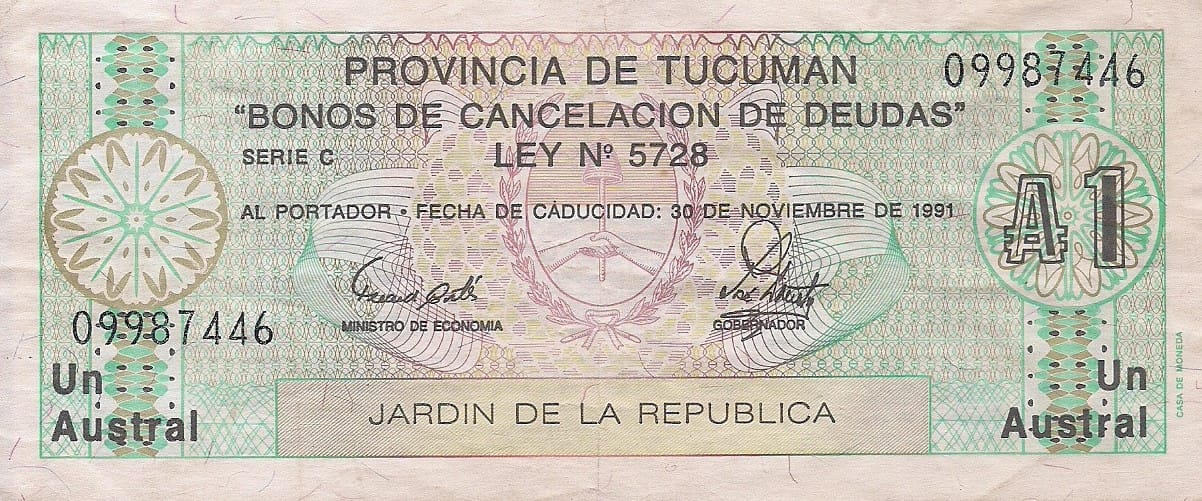 PROVINCIA DE TUCUMAN
09987446
"BONOS DE CANCELACION DE DEUDAS"
SERIE C
LEY Nº 5728
AL PORTADOR • FECHA DE CADUCIDAD: 30 DE NOVIEMBRE DE 1991
₳ 1
MINISTRO DE ECONOMIA
GOBERNADOR
09987446
Un
Austral
Un
Austral
JARDIN DE LA REPUBLICA
CASA DE MONEDA